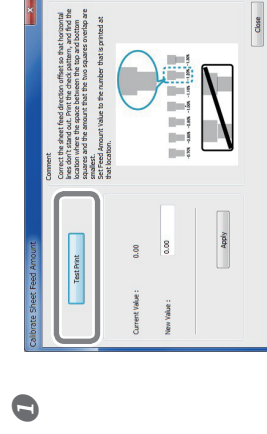 1
Calibrate Sheet Feed Amount
Test Print
Current Value : 0.00
New Value : 0.00
Apply
Comment
Correct the sheet feed direction offset so that horizontal
lines don't stand out. Print the check pattern, and find the
location where the space between the top and bottom
squares and the amount that the two squares overlap are
smallest.
Set Feed Amount Value to the number that is printed at
that location.
Close